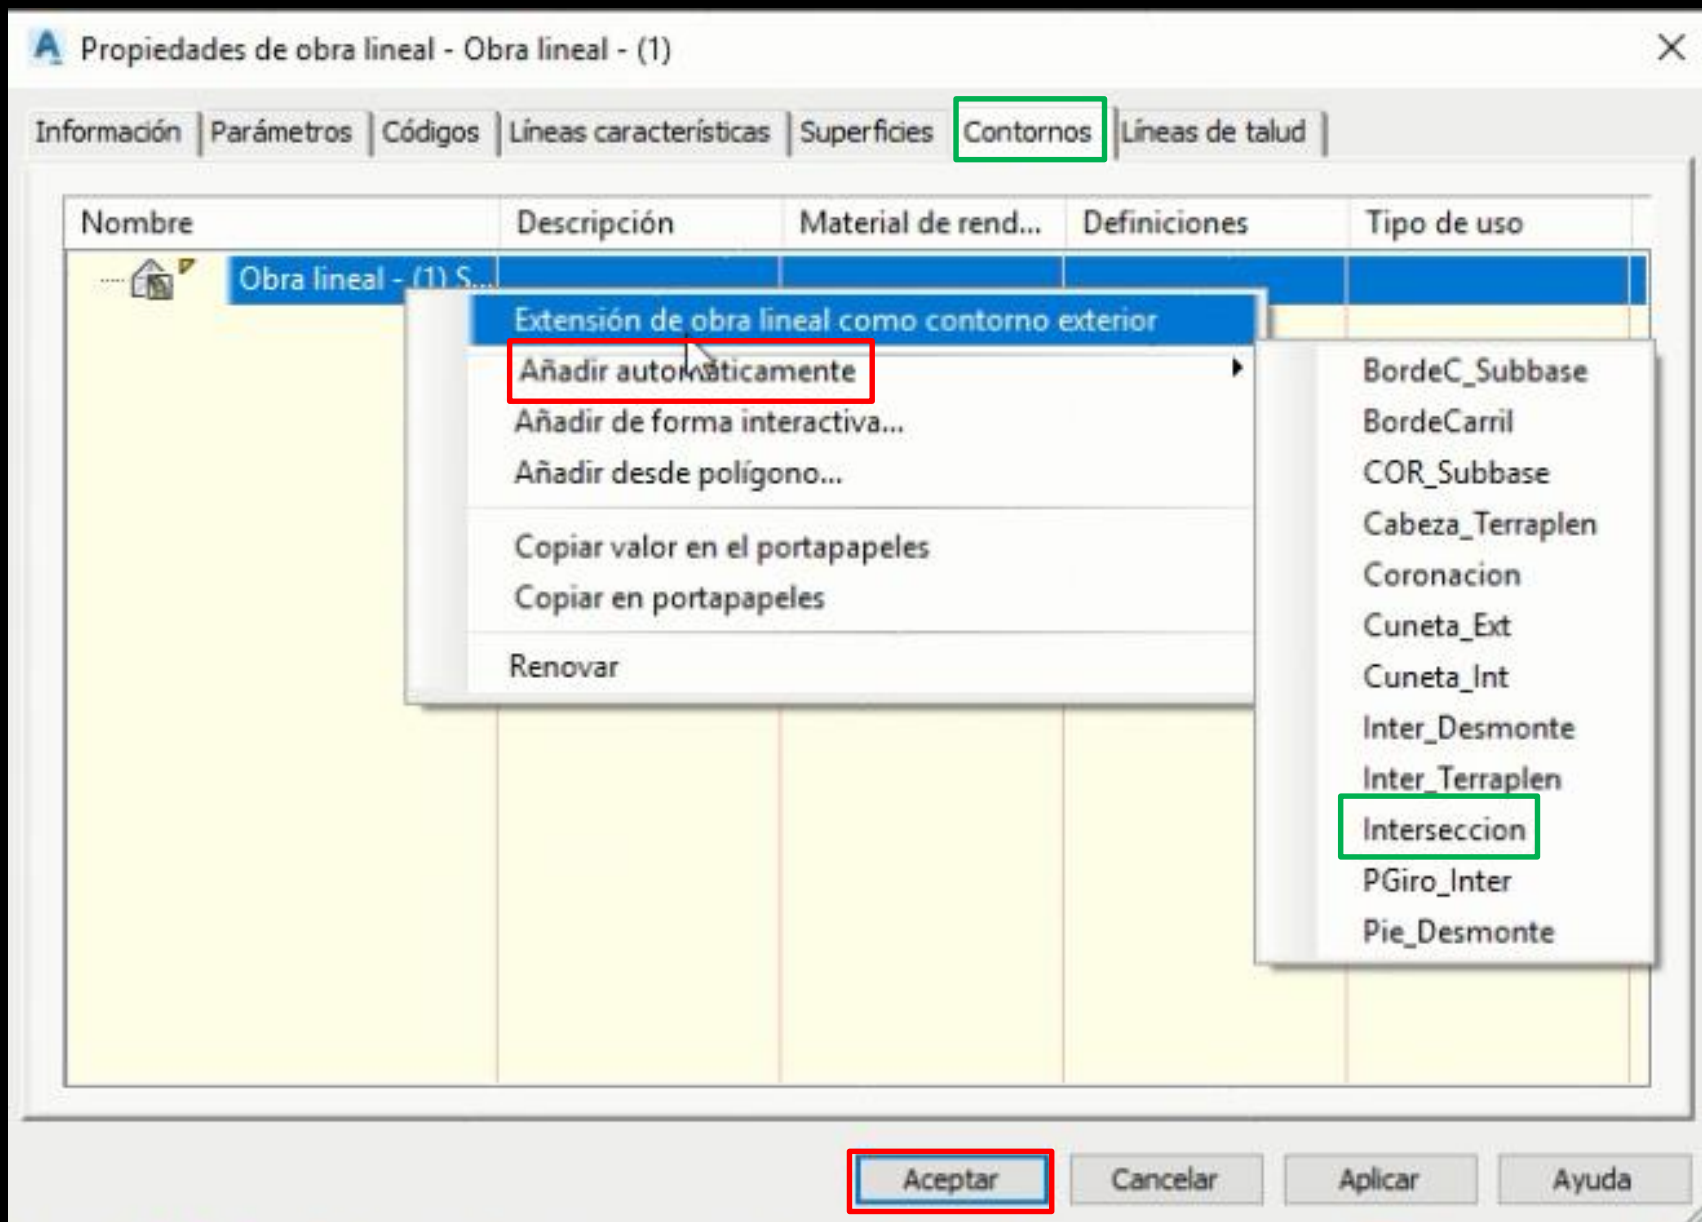 Propiedades de obra lineal - Obra lineal - (1)
Información Parámetros Códigos Líneas características Superficies Contornos Líneas de talud
Nombre Descripción Material de rend... Definiciones Tipo de uso
Obra lineal - (1) S...
Extensión de obra lineal como contorno exterior
Añadir automáticamente
Añadir de forma interactiva...
Añadir desde polígono...
Copiar valor en el portapapeles
Copiar en portapapeles
Renovar
BordeC_Subbase
BordeCarril
COR_Subbase
Cabeza_Terraplen
Coronacion
Cuneta_Ext
Cuneta_Int
Inter_Desmonte
Inter_Terraplen
Interseccion
PGiro_Inter
Pie_Desmonte
Aceptar Cancelar Aplicar Ayuda